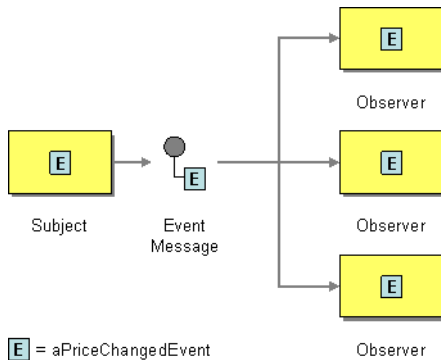 E
Observer
E
E
E
Subject
Event
Message
Observer
E
E = aPriceChangedEvent
Observer